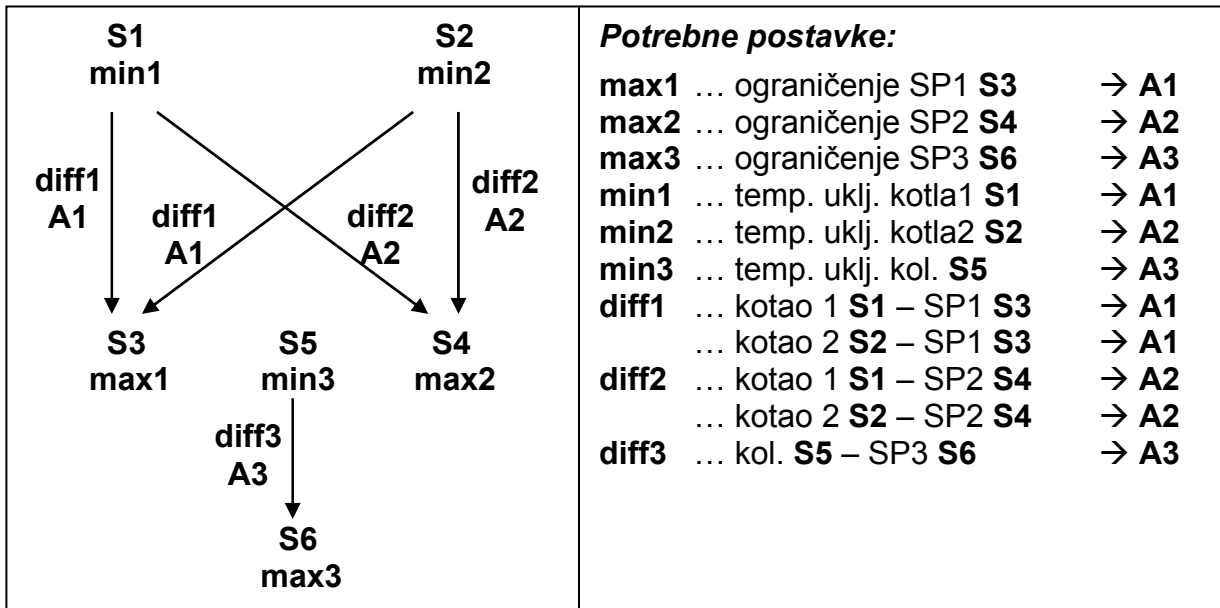 S1 S2
min1 min2
diff1 diff2
A1 diff1 diff2 A2
A1 A2
S3 S5 S4
max1 min3 max2
diff3
A3
S6
max3
Potrebne postavke:
max1 … ograničenje SP1 S3 → A1
max2 … ograničenje SP2 S4 → A2
max3 … ograničenje SP3 S6 → A3
min1 … temp. uklj. kotla1 S1 → A1
min2 … temp. uklj. kotla2 S2 → A2
min3 … temp. uklj. kol. S5 → A3
diff1 … kotao 1 S1 – SP1 S3 → A1
… kotao 2 S2 – SP1 S3 → A1
diff2 … kotao 1 S1 – SP2 S4 → A2
… kotao 2 S2 – SP2 S4 → A2
diff3 … kol. S5 – SP3 S6 → A3